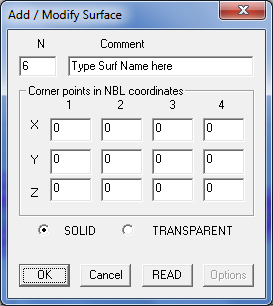 Add / Modify Surface
N Comment
6 Type Surf Name here
Corner points in NBL coordinates
1 2 3 4
X 0 0 0 0
Y 0 0 0 0
Z 0 0 0 0
SOLID TRANSPARENT
OK Cancel READ Options